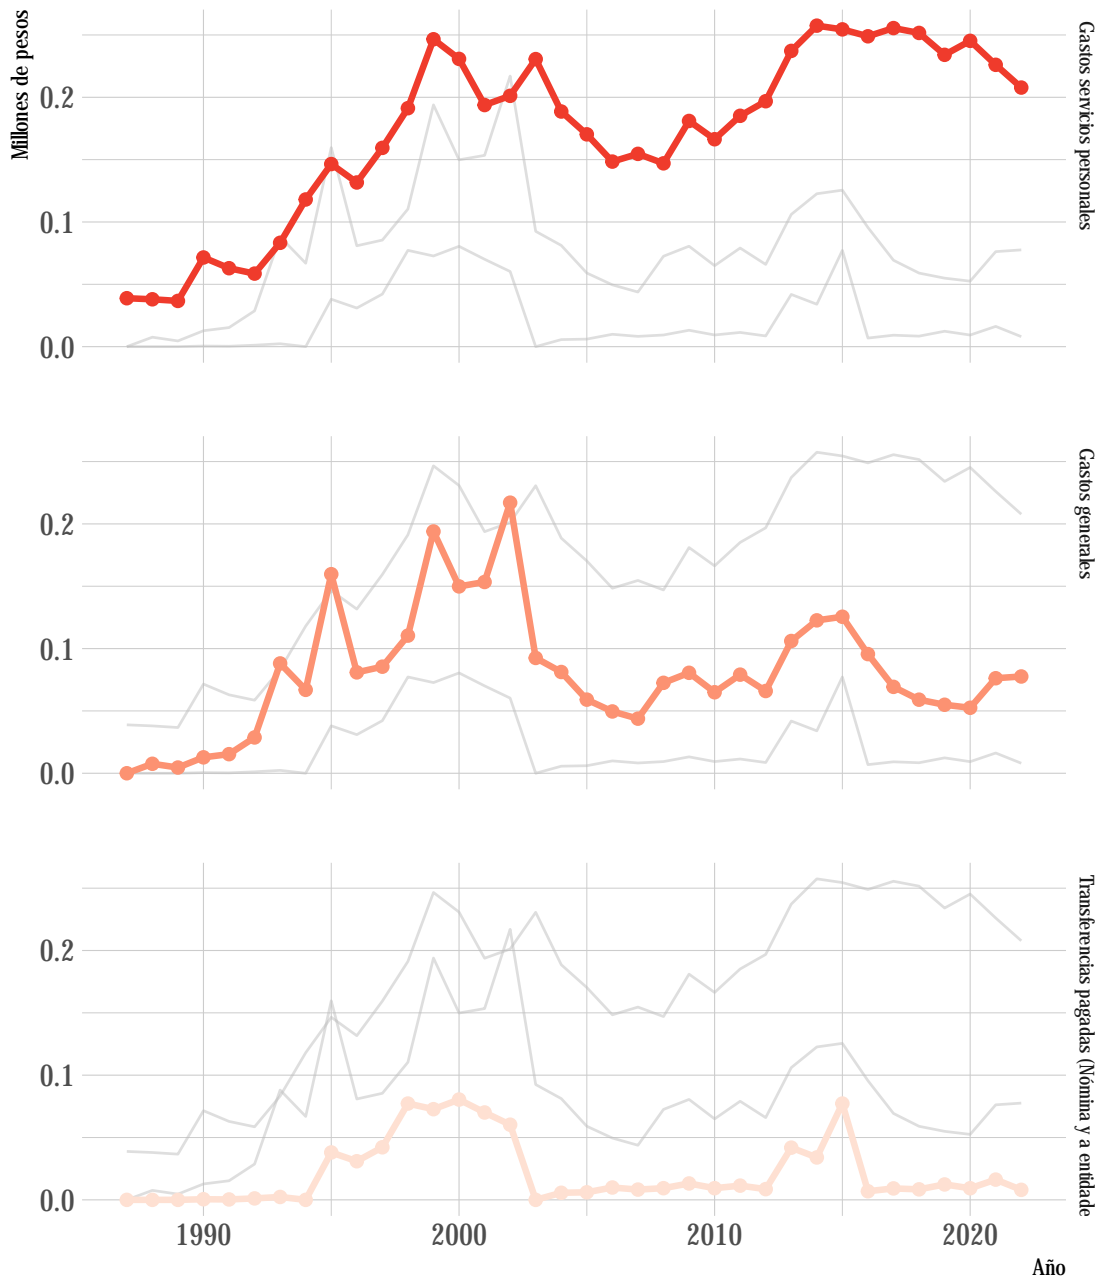 Millones de pesos
0.2
0.1
0.0
Gastos servicios personales
0.2
0.1
0.0
Gastos generales
0.2
0.1
0.0
Transferencias pagadas (Nómina y a entidade
1990 2000 2010 2020
Año